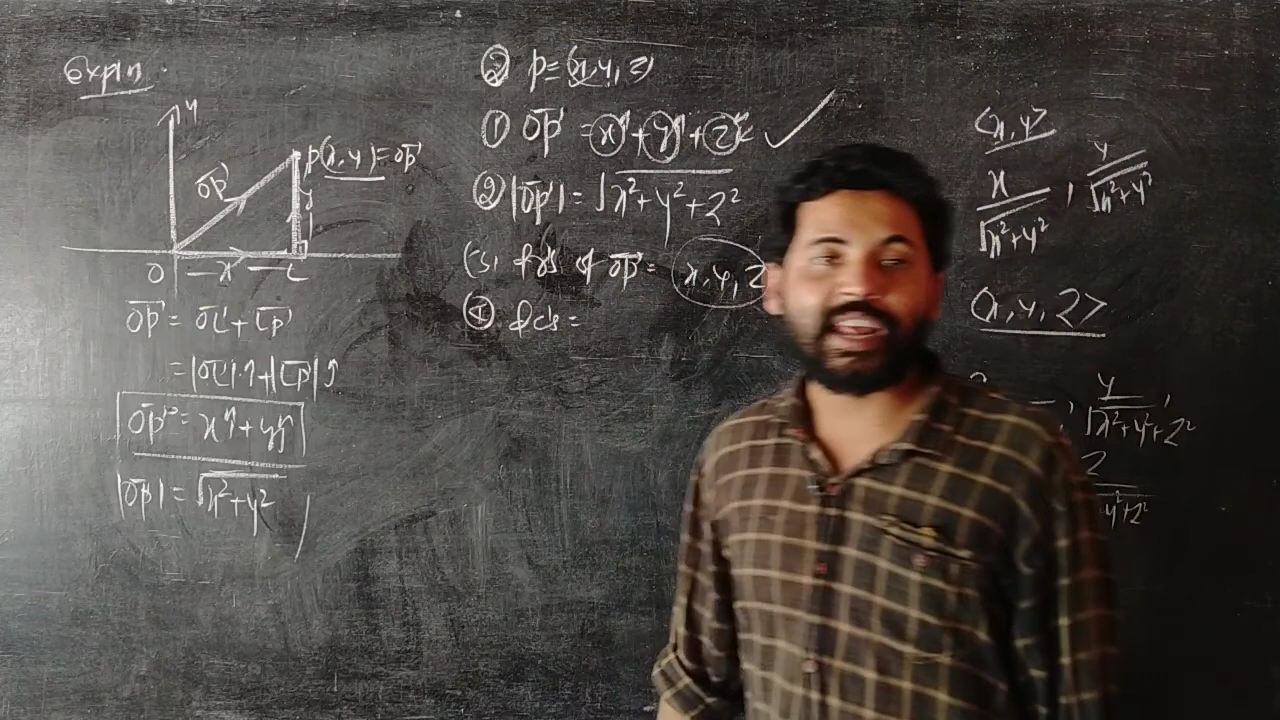 Expln.
y
P(x, y) = OP
OP
y
O - x - L
OP = OL + LP
= |OL| i + |LP| j
OP = xi + yj
|OP| = √x²+y²
② P = (x, y, z)
① OP = xi + yj + zk
② |OP| = √x² + y² + z²
(3) drs of OP = x, y, z
④ dcs =
<x, y>
x/√x²+y² , y/√x²+y²
<x, y, z>
, y/√x²+y²+z² ,
z
y²+z²